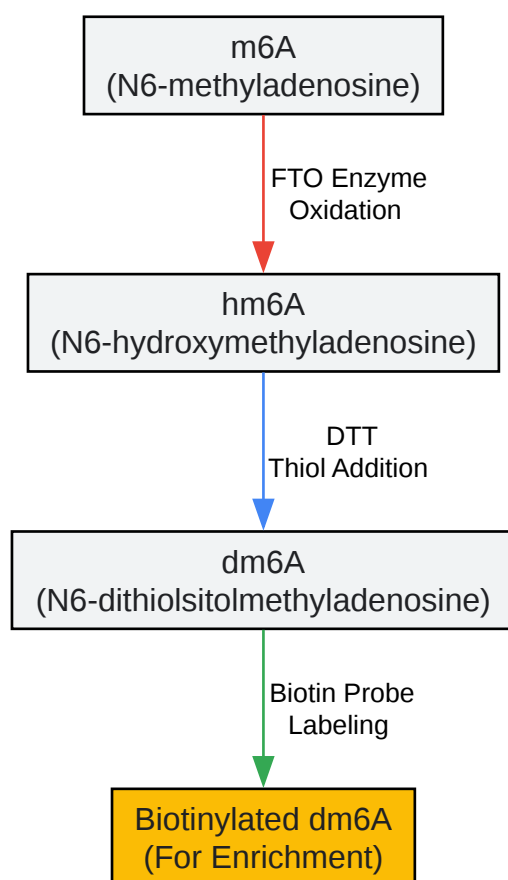 m6A
(N6-methyladenosine)
FTO Enzyme
Oxidation
hm6A
(N6-hydroxymethyladenosine)
DTT
Thiol Addition
dm6A
(N6-dithiolsitolmethyladenosine)
Biotin Probe
Labeling
Biotinylated dm6A
(For Enrichment)